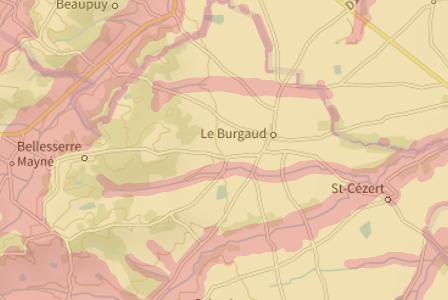 Beaupuy
D
Le Burgaud
Bellesserre
Mayné
St-Cézert